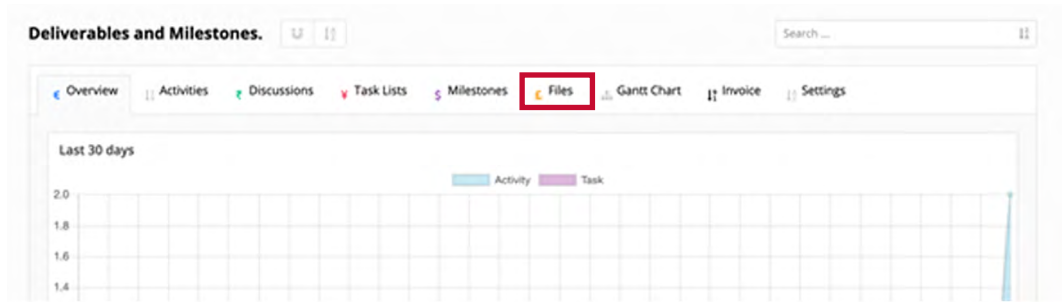 Deliverables and Milestones.
Search ...
€ Overview Activities ₹ Discussions ¥ Task Lists $ Milestones £ Files Gantt Chart Invoice Settings
Last 30 days
Activity Task
2.0
1.8
1.6
1.4